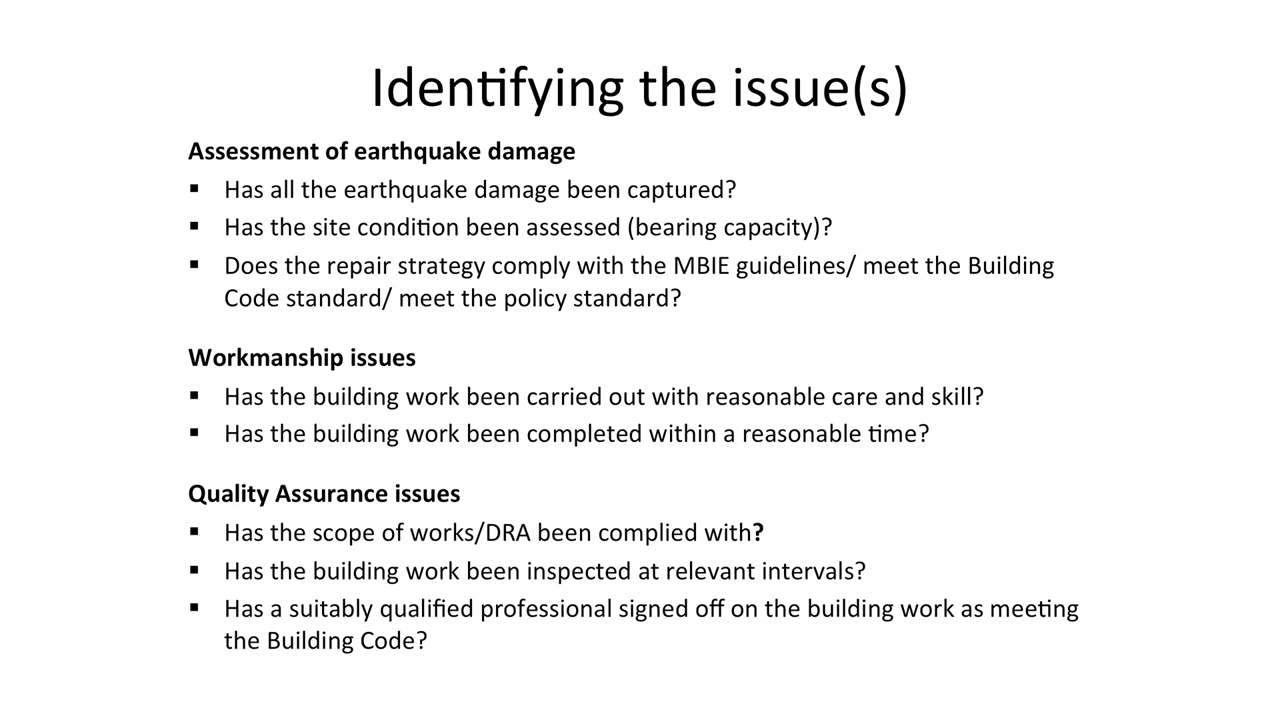 Identifying the issue(s)
Assessment of earthquake damage
▪ Has all the earthquake damage been captured?
▪ Has the site condition been assessed (bearing capacity)?
▪ Does the repair strategy comply with the MBIE guidelines/ meet the Building
Code standard/ meet the policy standard?
Workmanship issues
▪ Has the building work been carried out with reasonable care and skill?
▪ Has the building work been completed within a reasonable time?
Quality Assurance issues
▪ Has the scope of works/DRA been complied with?
▪ Has the building work been inspected at relevant intervals?
▪ Has a suitably qualified professional signed off on the building work as meeting
the Building Code?